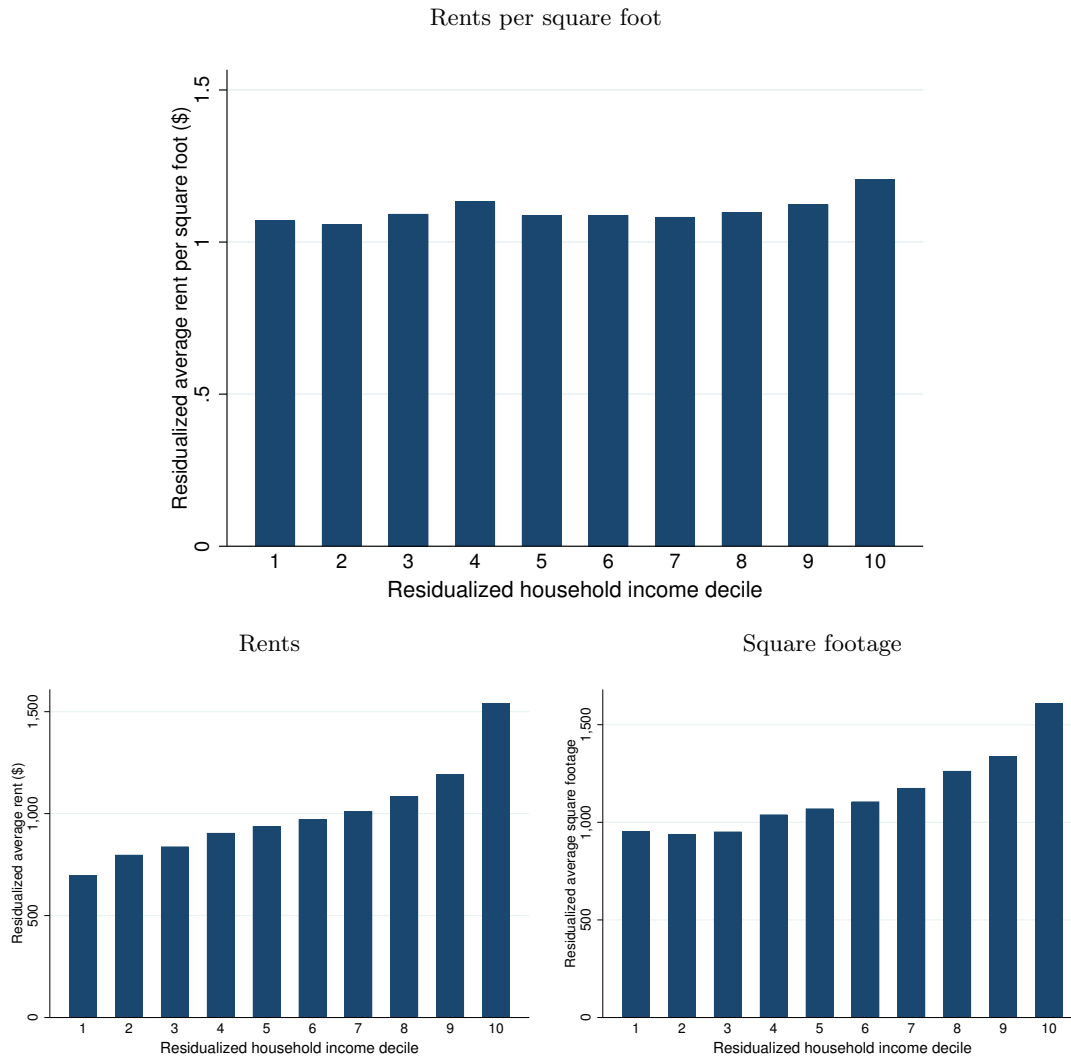 Rents per square foot
Residualized average rent per square foot ($)
1.5
1
.5
0
1 2 3 4 5 6 7 8 9 10
Residualized household income decile
Rents
Residualized average rent ($)
1,500
1,000
500
0
1 2 3 4 5 6 7 8 9 10
Residualized household income decile
Square footage
Residualized average square footage
1,500
1,000
500
0
1 2 3 4 5 6 7 8 9 10
Residualized household income decile